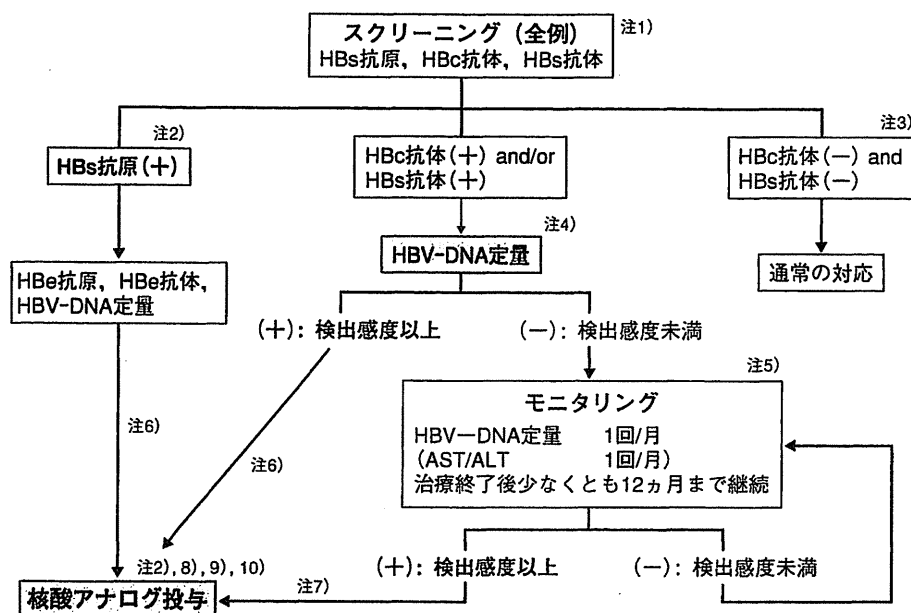 スクリーニング（全例）
注1)
HBs抗原，HBc抗体，HBs抗体
注2)
HBs抗原（＋）
HBc抗体（＋）and/or
HBs抗体（＋）
注3)
HBc抗体（－）and
HBs抗体（－）
注4)
HBV-DNA定量
通常の対応
HBe抗原，HBe抗体，
HBV-DNA定量
（＋）：検出感度以上
（－）：検出感度未満
注5)
モニタリング
HBV－DNA定量 1回/月
（AST/ALT 1回/月）
治療終了後少なくとも12ヵ月まで継続
注6)
注6)
注2), 8), 9), 10)
核酸アナログ投与
注7)
（＋）：検出感度以上
（－）：検出感度未満